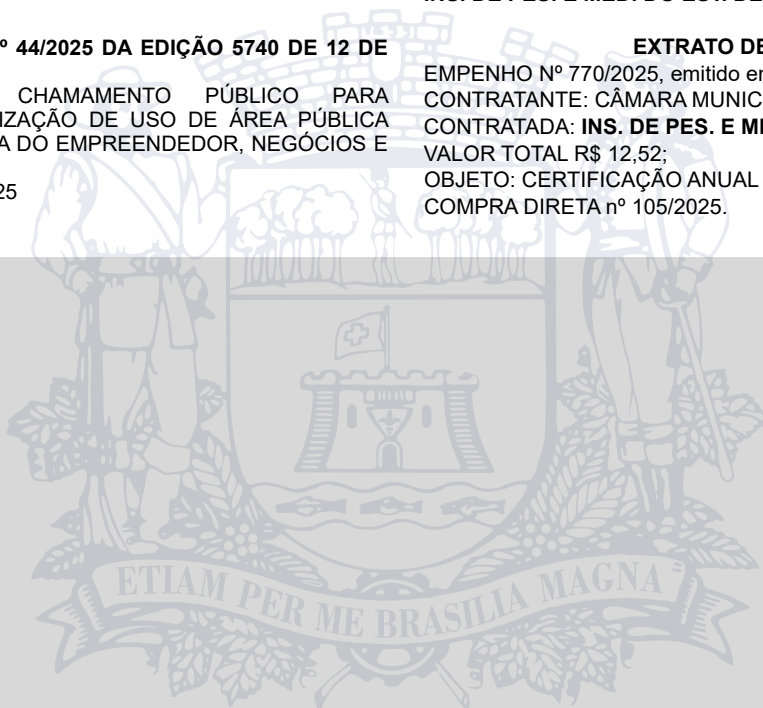 º 44/2025 DA EDIÇÃO 5740 DE 12 DE
CHAMAMENTO PÚBLICO PARA
IZAÇÃO DE USO DE ÁREA PÚBLICA
A DO EMPREENDEDOR, NEGÓCIOS E
25
EXTRATO DE
EMPENHO Nº 770/2025, emitido em
CONTRATANTE: CÂMARA MUNIC
CONTRATADA: INS. DE PES. E M
VALOR TOTAL R$ 12,52;
OBJETO: CERTIFICAÇÃO ANUAL
COMPRA DIRETA nº 105/2025.
ETIAM PER ME BRASILIA MAGNA